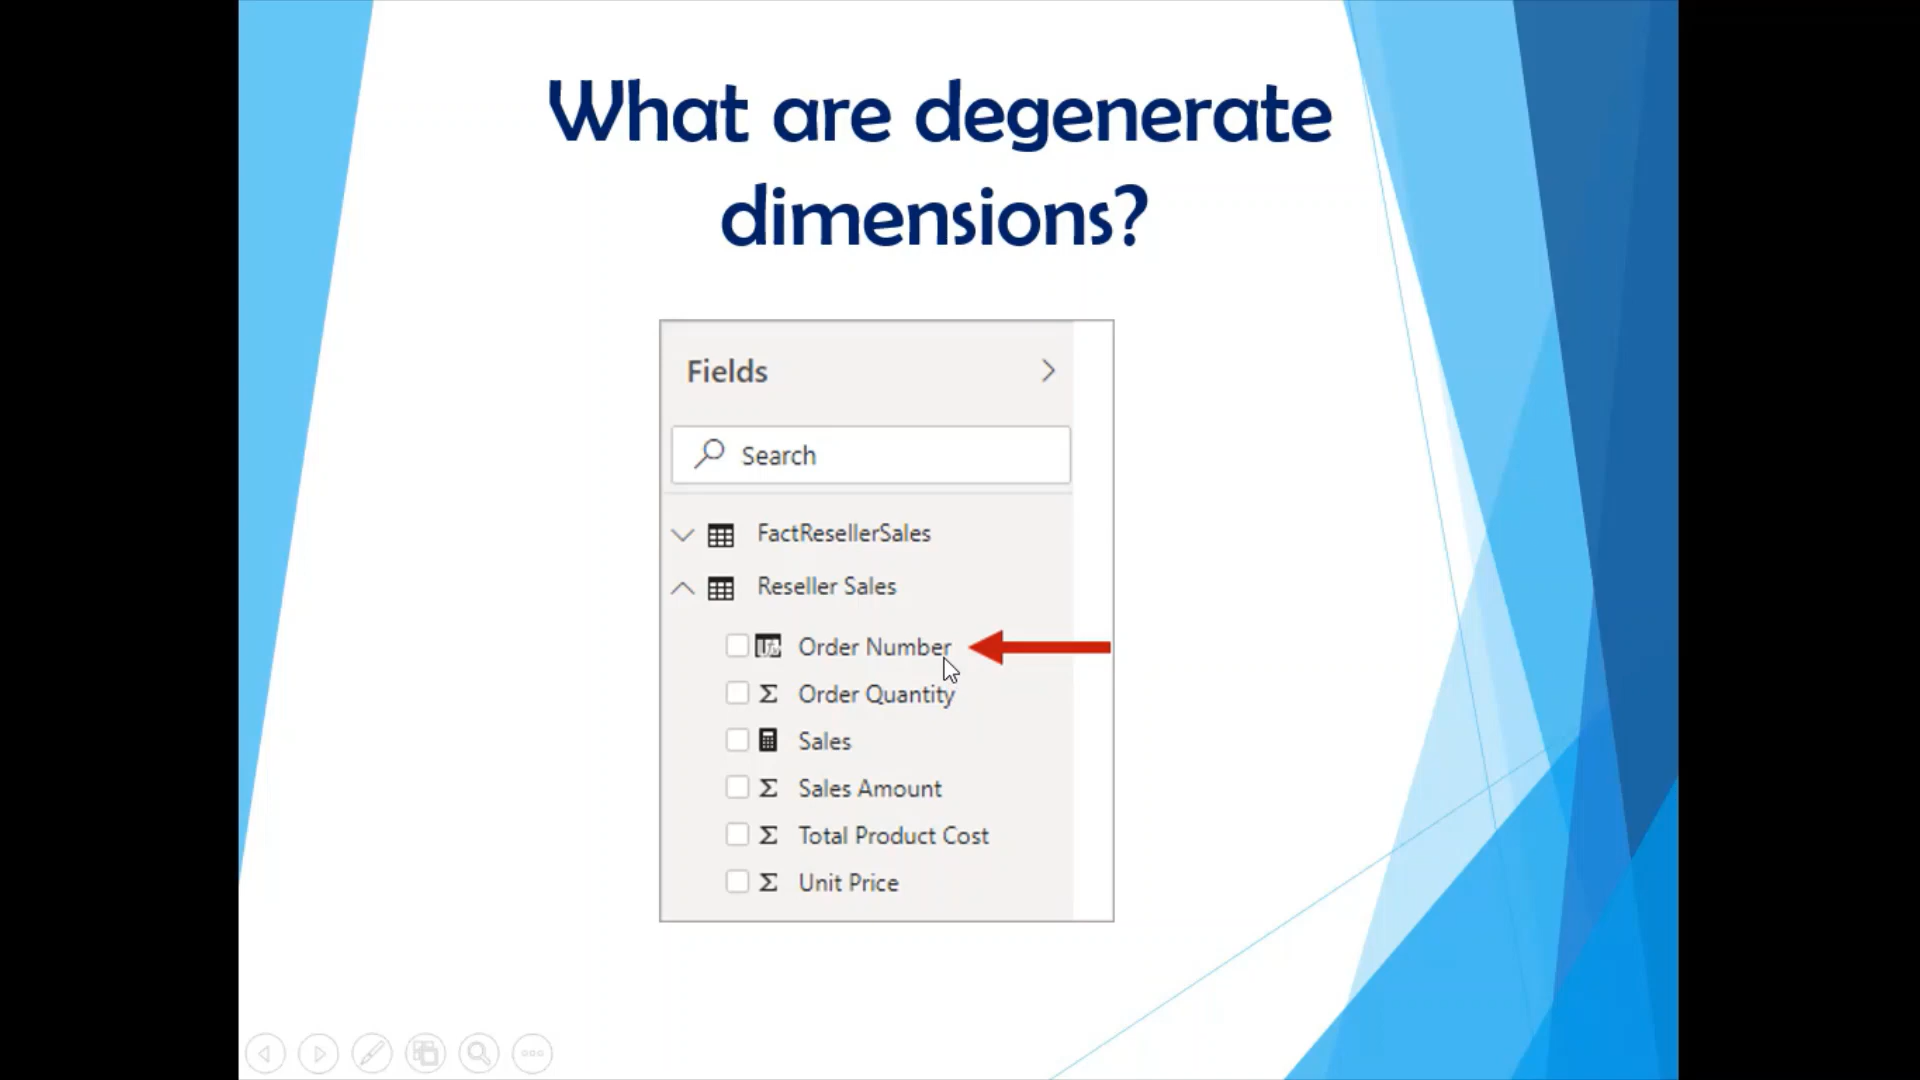 What are degenerate
dimensions?
Fields
Search
FactResellerSales
Reseller Sales
Order Number
Σ Order Quantity
Sales
Σ Sales Amount
Σ Total Product Cost
Σ Unit Price